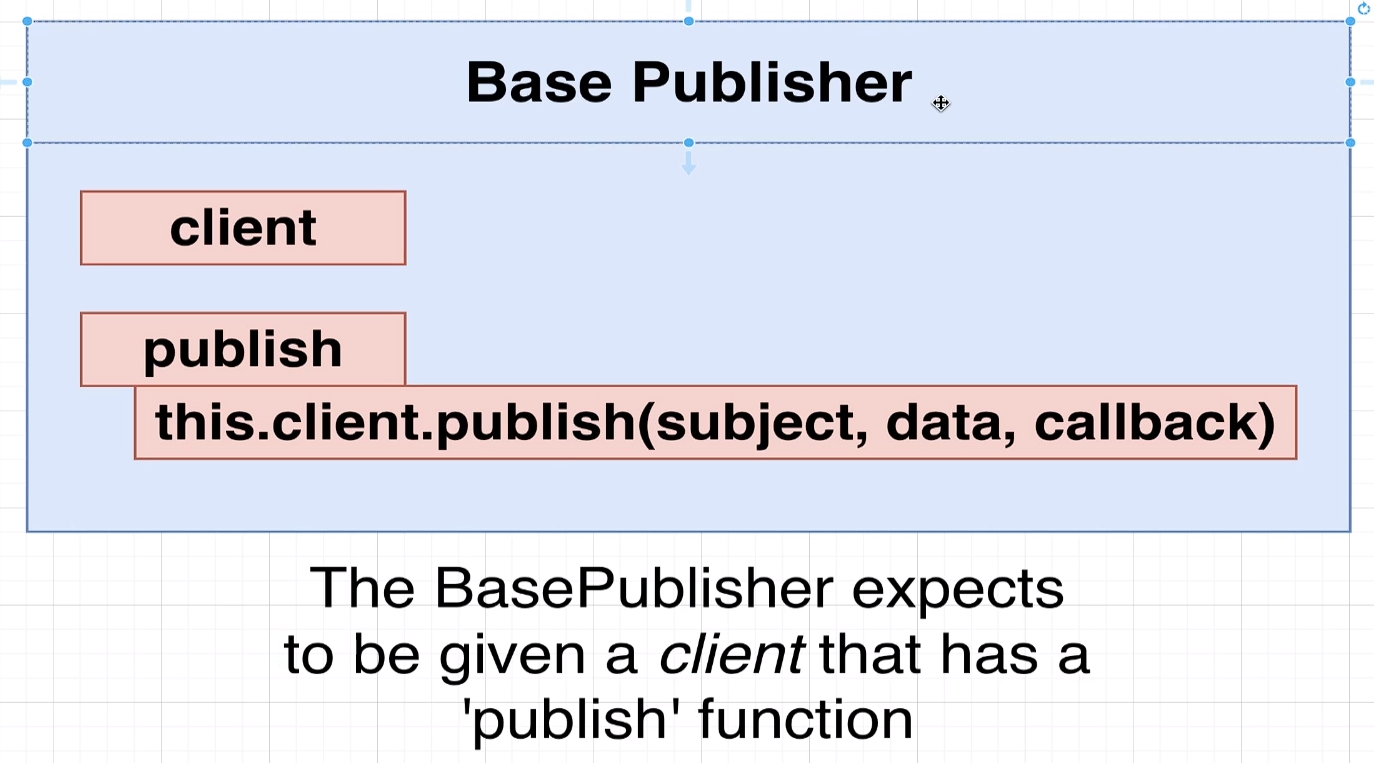 Base Publisher
client
publish
this.client.publish(subject, data, callback)
The BasePublisher expects
to be given a client that has a
'publish' function